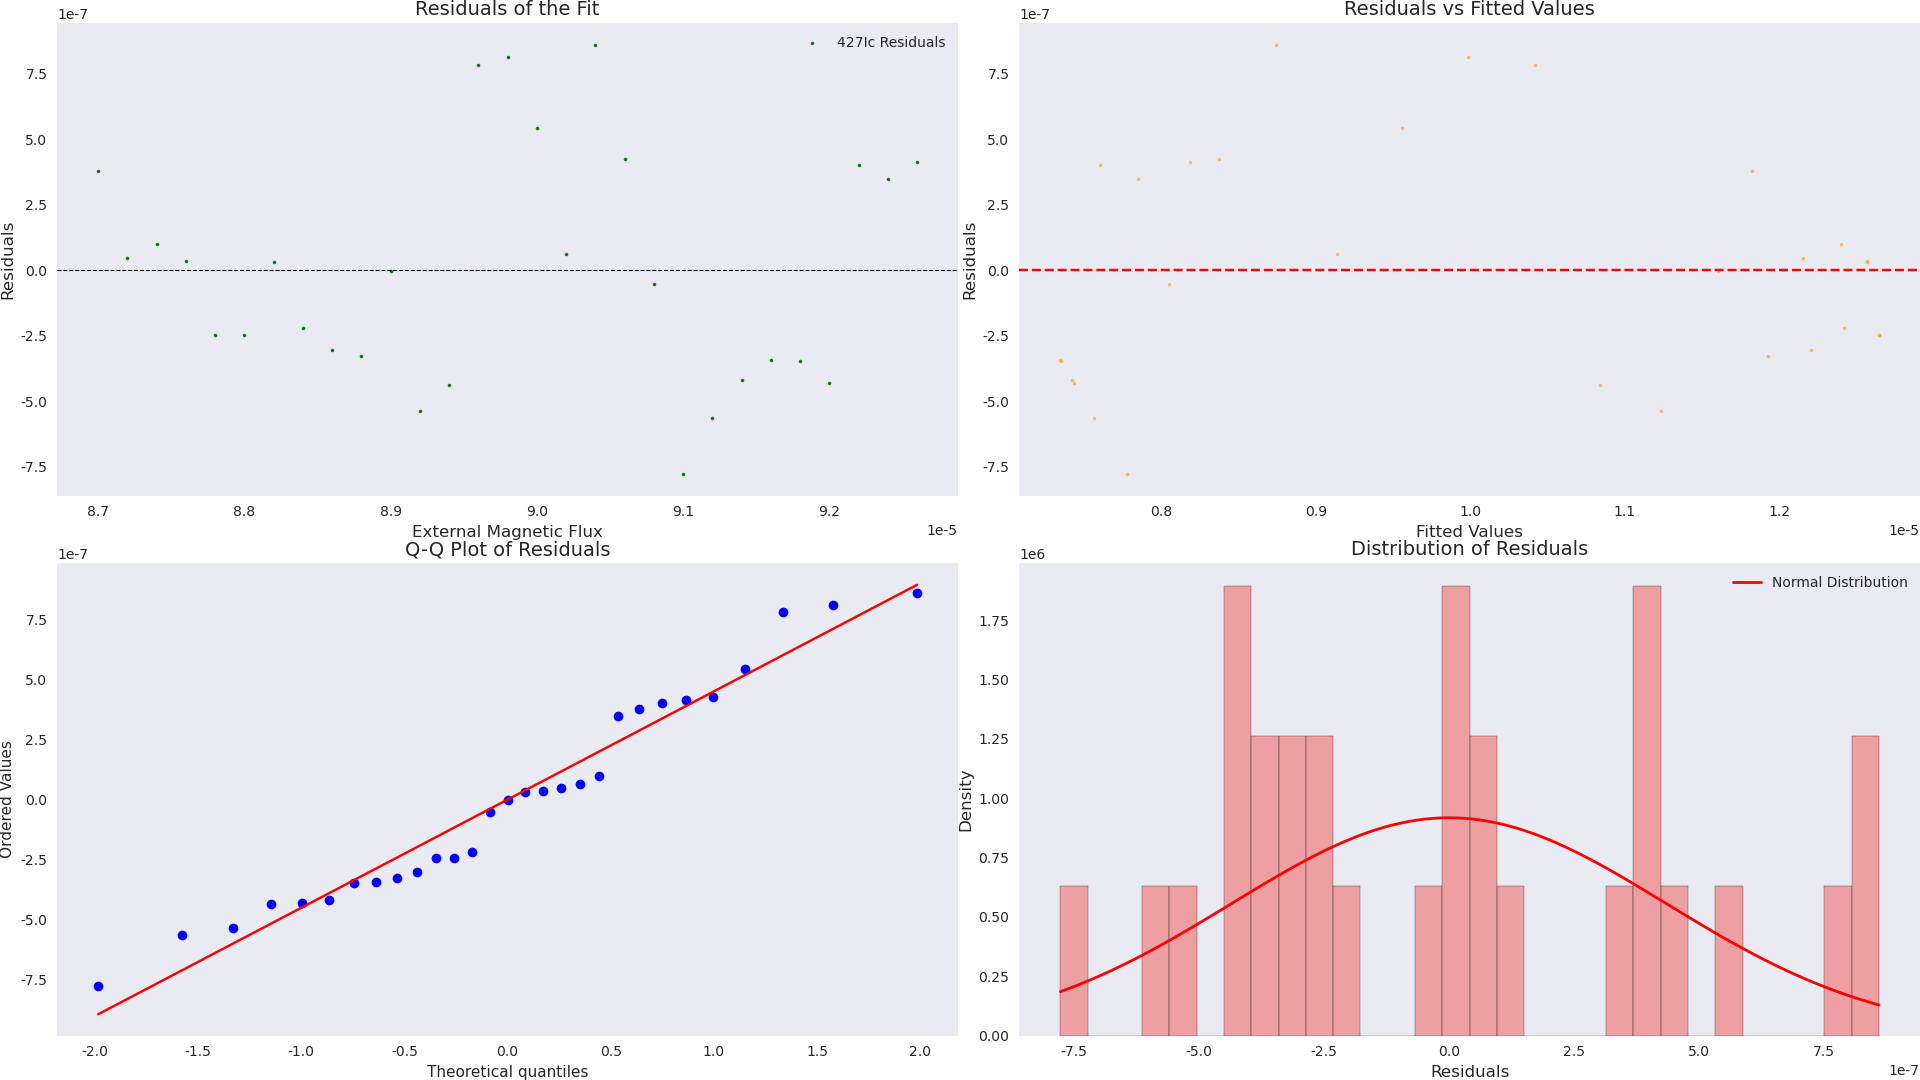 Residuals of the Fit
1e-7
427Ic Residuals
7.5
5.0
2.5
0.0
-2.5
-5.0
-7.5
Residuals
8.7 8.8 8.9 9.0 9.1 9.2
1e-5
External Magnetic Flux
Residuals vs Fitted Values
1e-7
7.5
5.0
2.5
0.0
-2.5
-5.0
-7.5
Residuals
0.8 0.9 1.0 1.1 1.2
1e-5
Fitted Values
Q-Q Plot of Residuals
1e-7
7.5
5.0
2.5
0.0
-2.5
-5.0
-7.5
Ordered Values
-2.0 -1.5 -1.0 -0.5 0.0 0.5 1.0 1.5 2.0
Theoretical quantiles
Distribution of Residuals
1e6
Normal Distribution
1.75
1.50
1.25
1.00
0.75
0.50
0.25
0.00
Density
-7.5 -5.0 -2.5 0.0 2.5 5.0 7.5
1e-7
Residuals